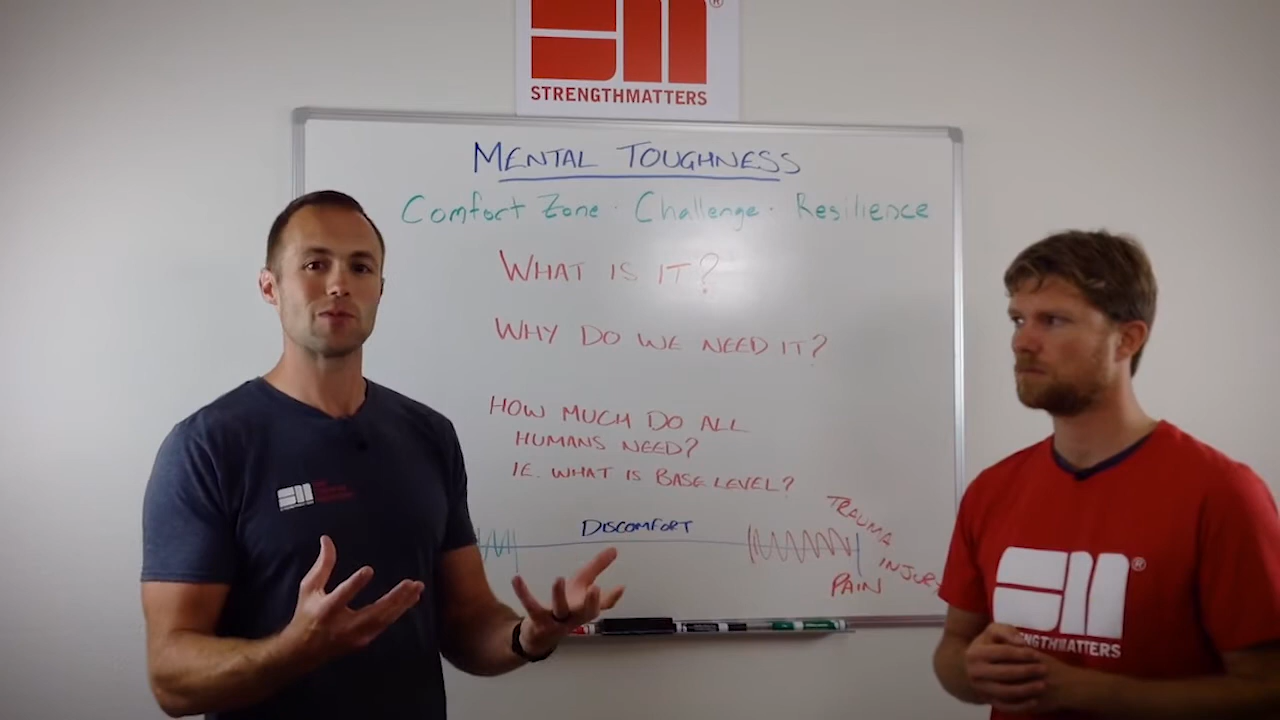 ®
STRENGTHMATTERS
MENTAL TOUGHNESS
Comfort Zone · Challenge · Resilience
WHAT IS IT?
WHY DO WE NEED IT?
HOW MUCH DO ALL
HUMANS NEED?
IE. WHAT IS BASE LEVEL?
DISCOMFORT
TRAUMA
INJURY
PAIN
STRENGTHMATTERS
®
ENGTHMATTERS